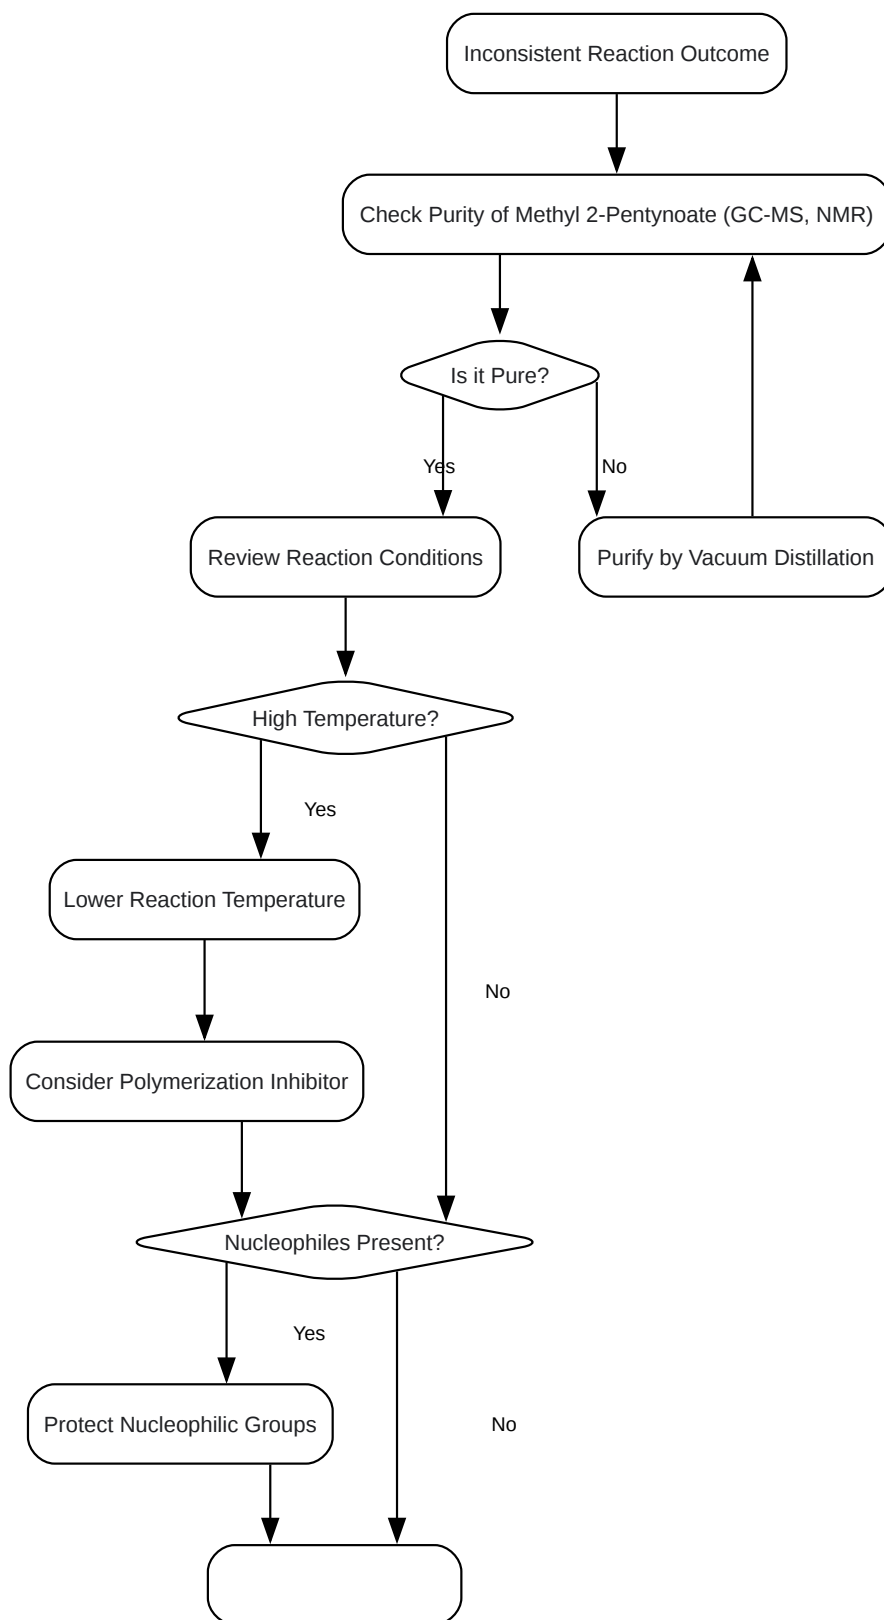 Inconsistent Reaction Outcome
Check Purity of Methyl 2-Pentynoate (GC-MS, NMR)
Is it Pure?
Yes
No
Review Reaction Conditions
Purify by Vacuum Distillation
High Temperature?
Yes
Lower Reaction Temperature
No
Consider Polymerization Inhibitor
Nucleophiles Present?
Yes
Protect Nucleophilic Groups
No